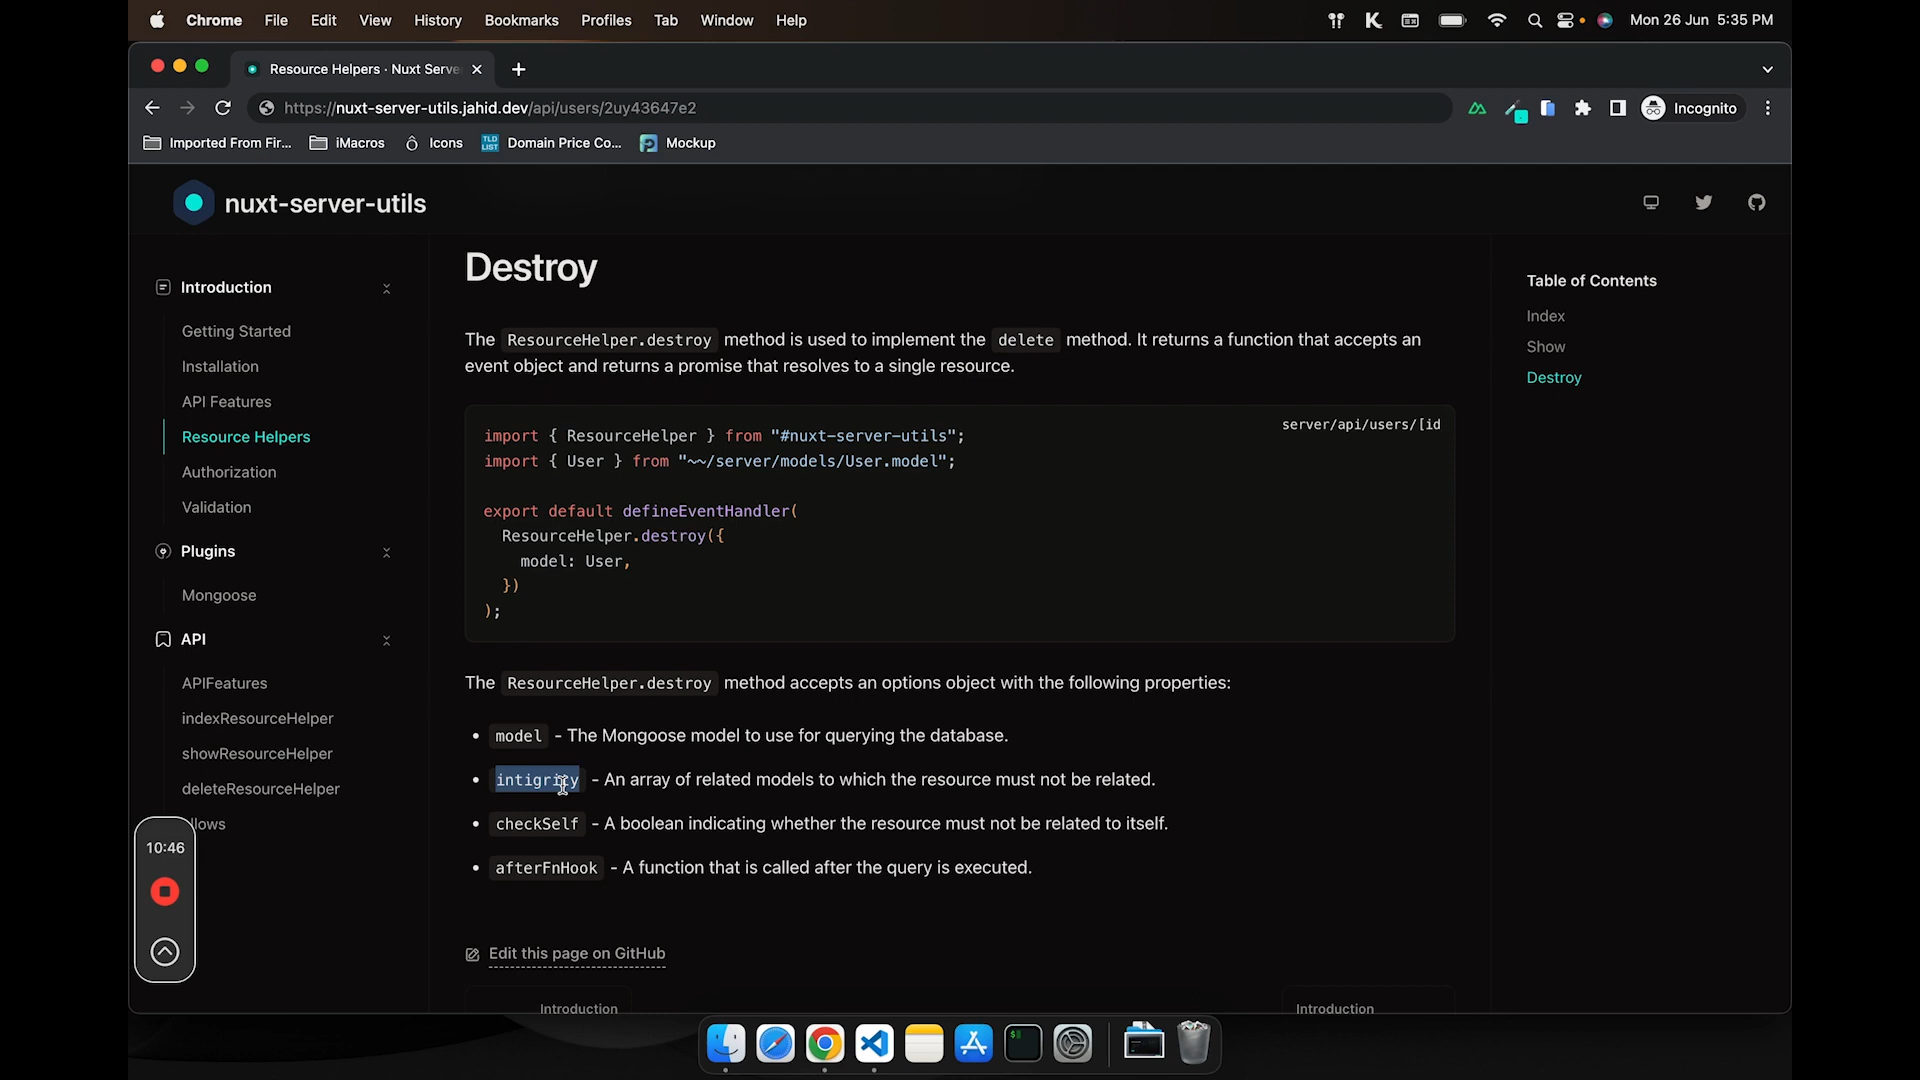 Chrome File Edit View History Bookmarks Profiles Tab Window Help Mon 26 Jun 5:35 PM
Resource Helpers · Nuxt Serve
https://nuxt-server-utils.jahid.dev/api/users/2uy43647e2 Incognito
Imported From Fir... iMacros Icons TLD LIST Domain Price Co... Mockup
nuxt-server-utils
Introduction
Getting Started
Installation
API Features
Resource Helpers
Authorization
Validation
Plugins
Mongoose
API
APIFeatures
indexResourceHelper
showResourceHelper
deleteResourceHelper
lows
10:46
Destroy
The ResourceHelper.destroy method is used to implement the delete method. It returns a function that accepts an
event object and returns a promise that resolves to a single resource.
server/api/users/[id
import { ResourceHelper } from "#nuxt-server-utils";
import { User } from "~~/server/models/User.model";
export default defineEventHandler(
ResourceHelper.destroy({
model: User,
})
);
The ResourceHelper.destroy method accepts an options object with the following properties:
• model - The Mongoose model to use for querying the database.
• intigrity - An array of related models to which the resource must not be related.
• checkSelf - A boolean indicating whether the resource must not be related to itself.
• afterFnHook - A function that is called after the query is executed.
Edit this page on GitHub
Introduction
Introduction
Table of Contents
Index
Show
Destroy